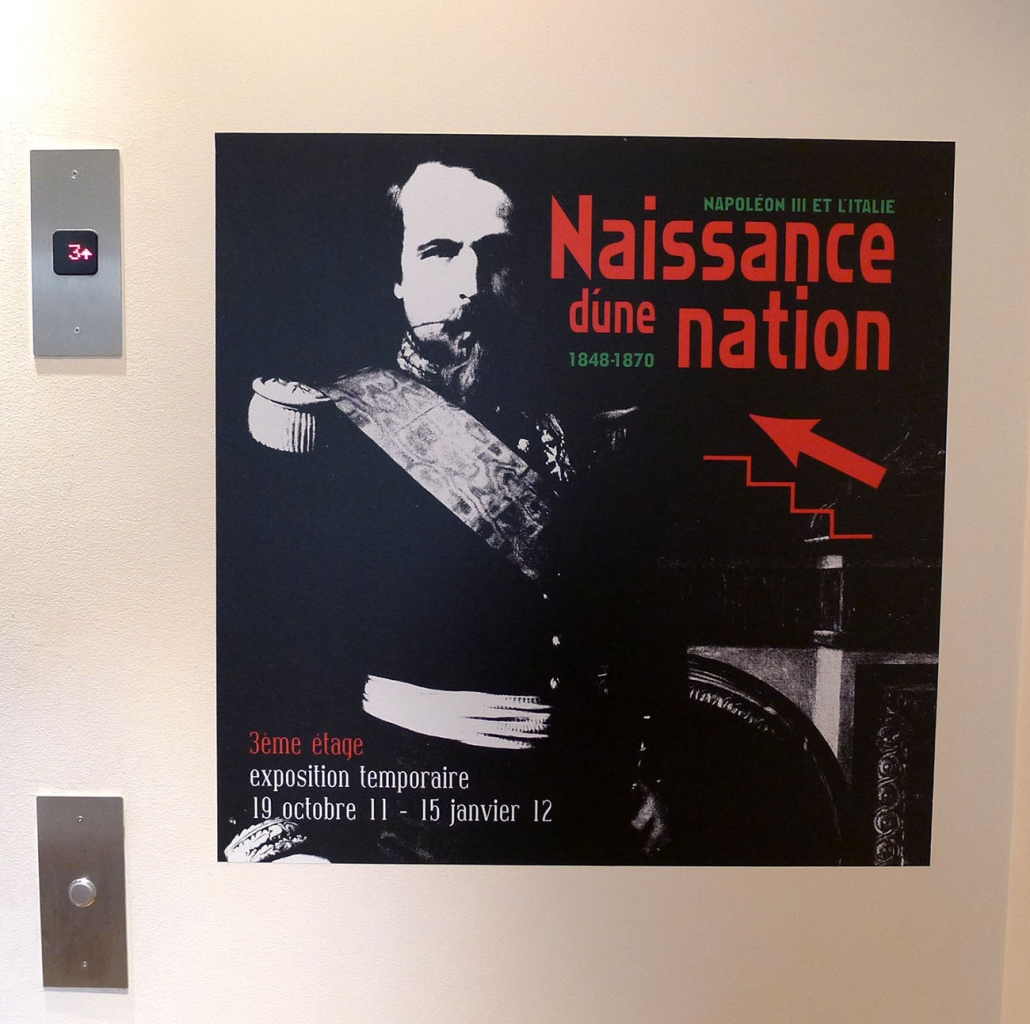 3
NAPOLÉON III ET L'ITALIE
Naissance
dúne nation
1848-1870
3ème étage
exposition temporaire
19 octobre 11 - 15 janvier 12